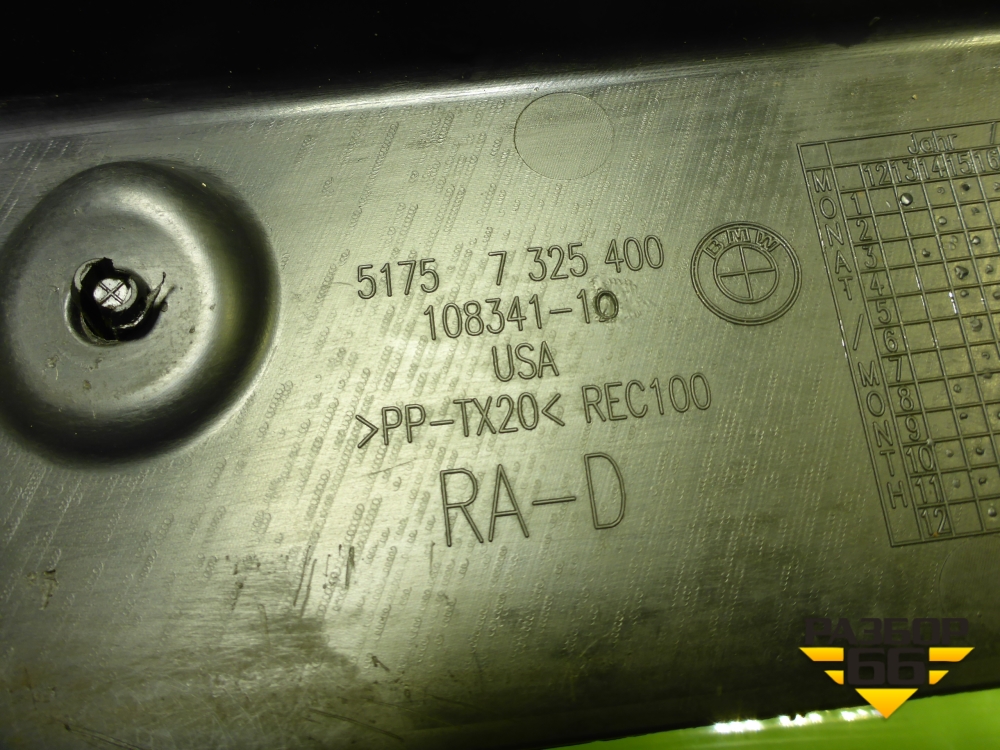 5175 7 325 400
108341-10
USA
>PP-TX20< REC100
RA-D
BMW
Jahr /
12 13 14 15 16
MONAT / MONTH
1
2
3
4
5
6
7
8
9
10
11
12
РАЗБОР
66